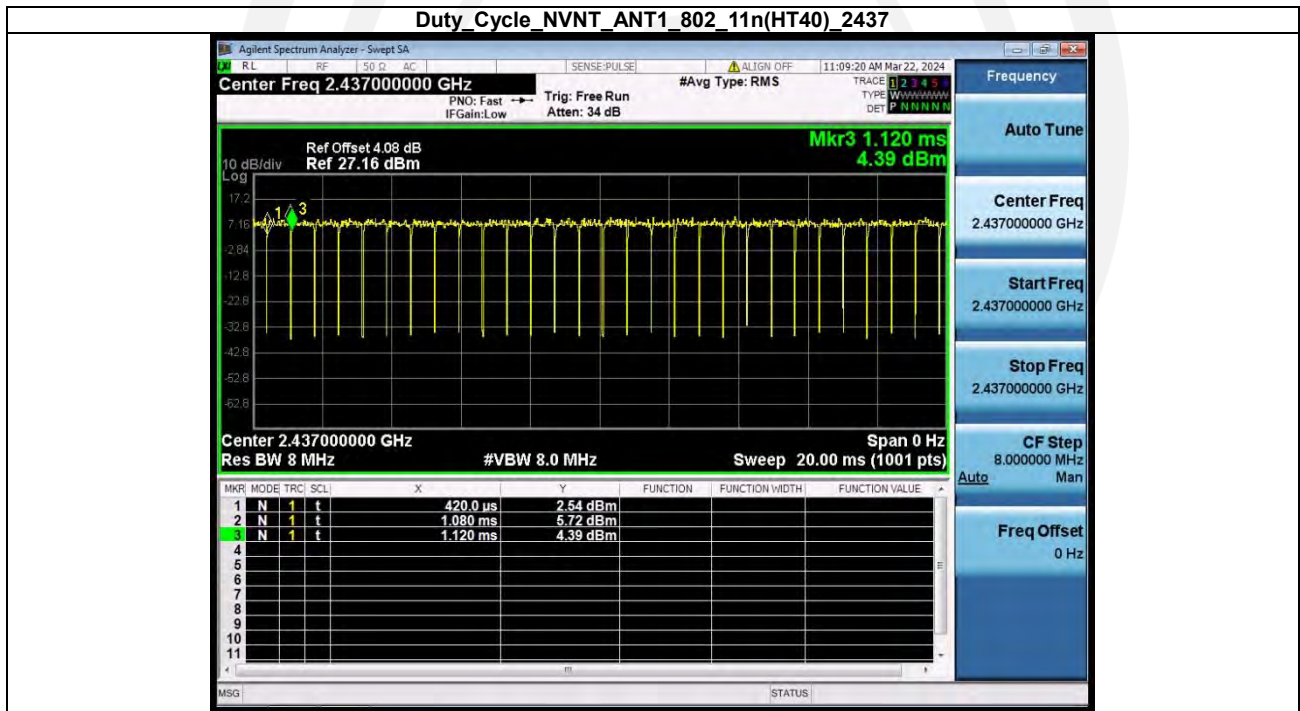 Duty_Cycle_NVNT_ANT1_802_11n(HT40)_2437
Agilent Spectrum Analyzer - Swept SA
RL RF 50 Ω AC SENSE:PULSE ALIGN OFF 11:09:20 AM Mar 22, 2024
Center Freq 2.437000000 GHz #Avg Type: RMS TRACE 1 2 3 4 5 6
PNO: Fast Trig: Free Run TYPE WWWWWW
IFGain:Low Atten: 34 dB DET P N N N N N
Frequency
Auto Tune
Center Freq
2.437000000 GHz
Start Freq
2.437000000 GHz
Stop Freq
2.437000000 GHz
CF Step
8.000000 MHz
Auto Man
Freq Offset
0 Hz
Mkr3 1.120 ms
4.39 dBm
Ref Offset 4.08 dB
10 dB/div Ref 27.16 dBm
Log
17.2
7.16
-2.84
-12.8
-22.8
-32.8
-42.8
-52.8
-62.8
1 3
Center 2.437000000 GHz Span 0 Hz
Res BW 8 MHz #VBW 8.0 MHz Sweep 20.00 ms (1001 pts)
MKR MODE TRC SCL X Y FUNCTION FUNCTION WIDTH FUNCTION VALUE
1 N 1 t 420.0 µs 2.54 dBm
2 N 1 t 1.080 ms 5.72 dBm
3 N 1 t 1.120 ms 4.39 dBm
4
5
6
7
8
9
10
11
MSG STATUS